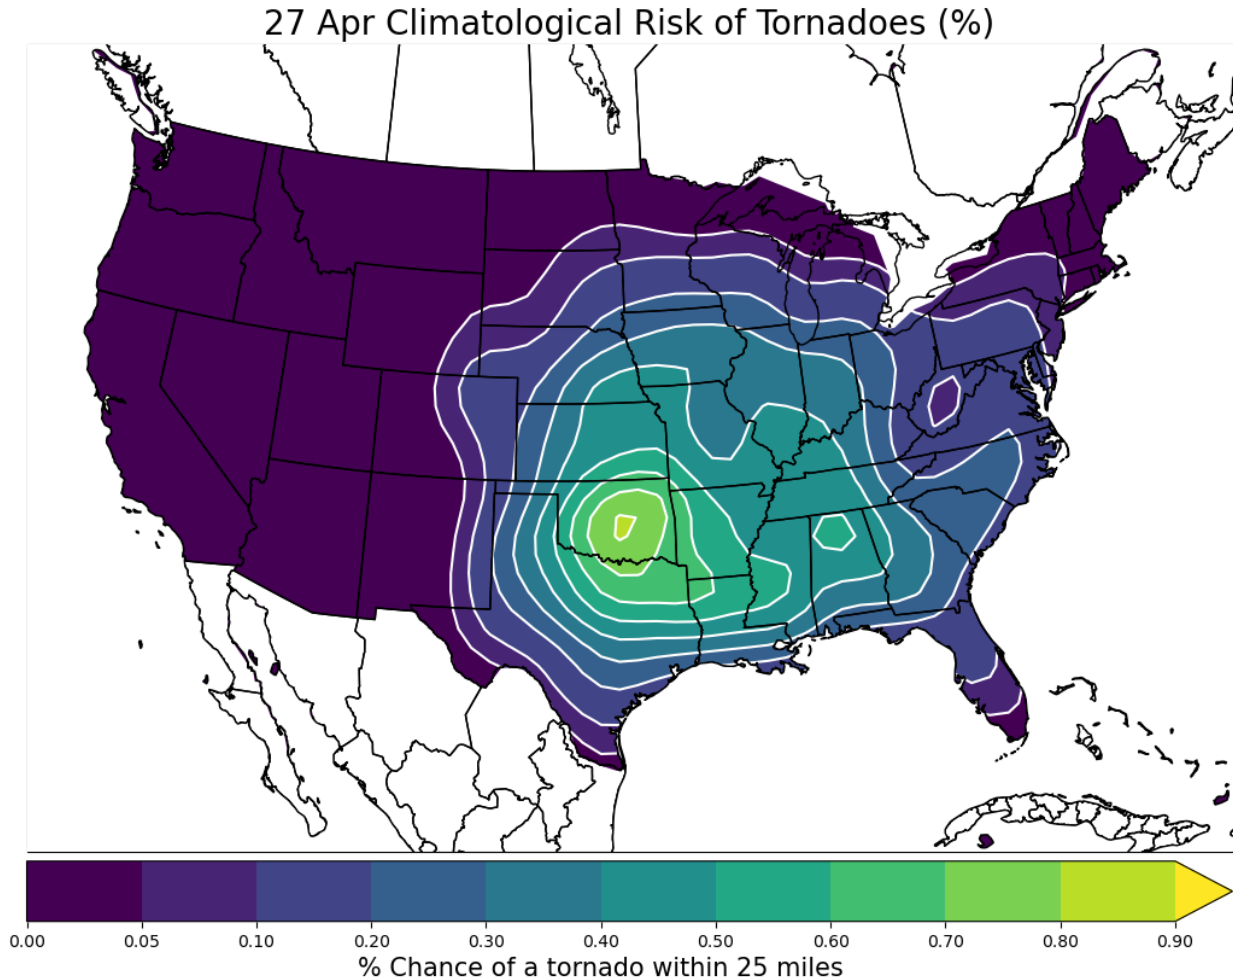 27 Apr Climatological Risk of Tornadoes (%)
0.00 0.05 0.10 0.20 0.30 0.40 0.50 0.60 0.70 0.80 0.90
% Chance of a tornado within 25 miles